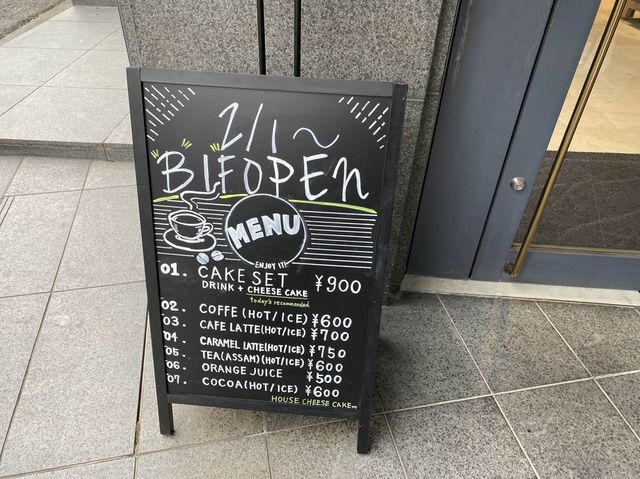 2/1~
B1F OPEN
MENU
ENJOY IT!
01. CAKE SET ¥900
DRINK + CHEESE CAKE
today's recommended
02. COFFE (HOT/ICE) ¥600
03. CAFE LATTE(HOT/ICE) ¥700
04. CARAMEL LATTE(HOT/ICE) ¥750
05. TEA(ASSAM)(HOT/ICE) ¥600
06. ORANGE JUICE ¥500
07. COCOA(HOT/ICE) ¥600
HOUSE CHEESE CAKE